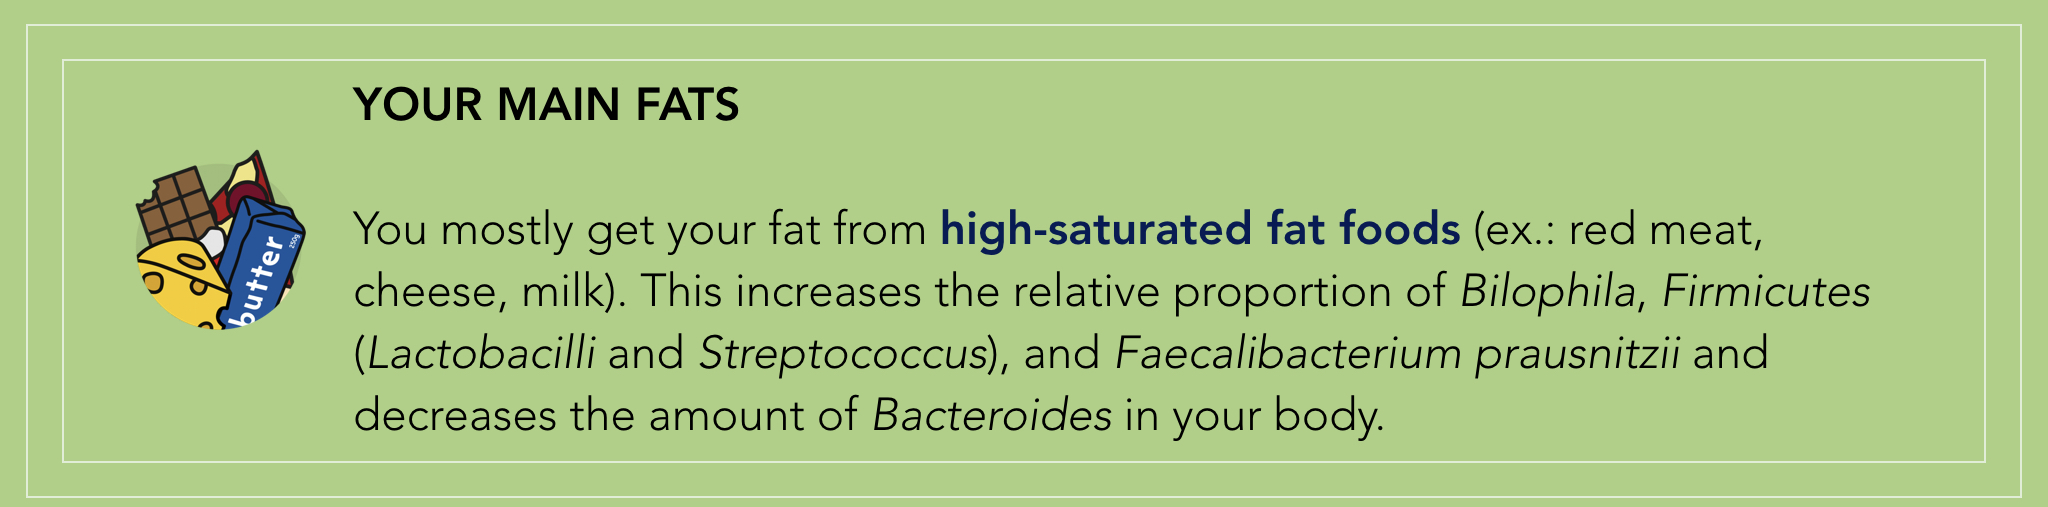 YOUR MAIN FATS
You mostly get your fat from high-saturated fat foods (ex.: red meat,
cheese, milk). This increases the relative proportion of Bilophila, Firmicutes
(Lactobacilli and Streptococcus), and Faecalibacterium prausnitzii and
decreases the amount of Bacteroides in your body.
butter
250g